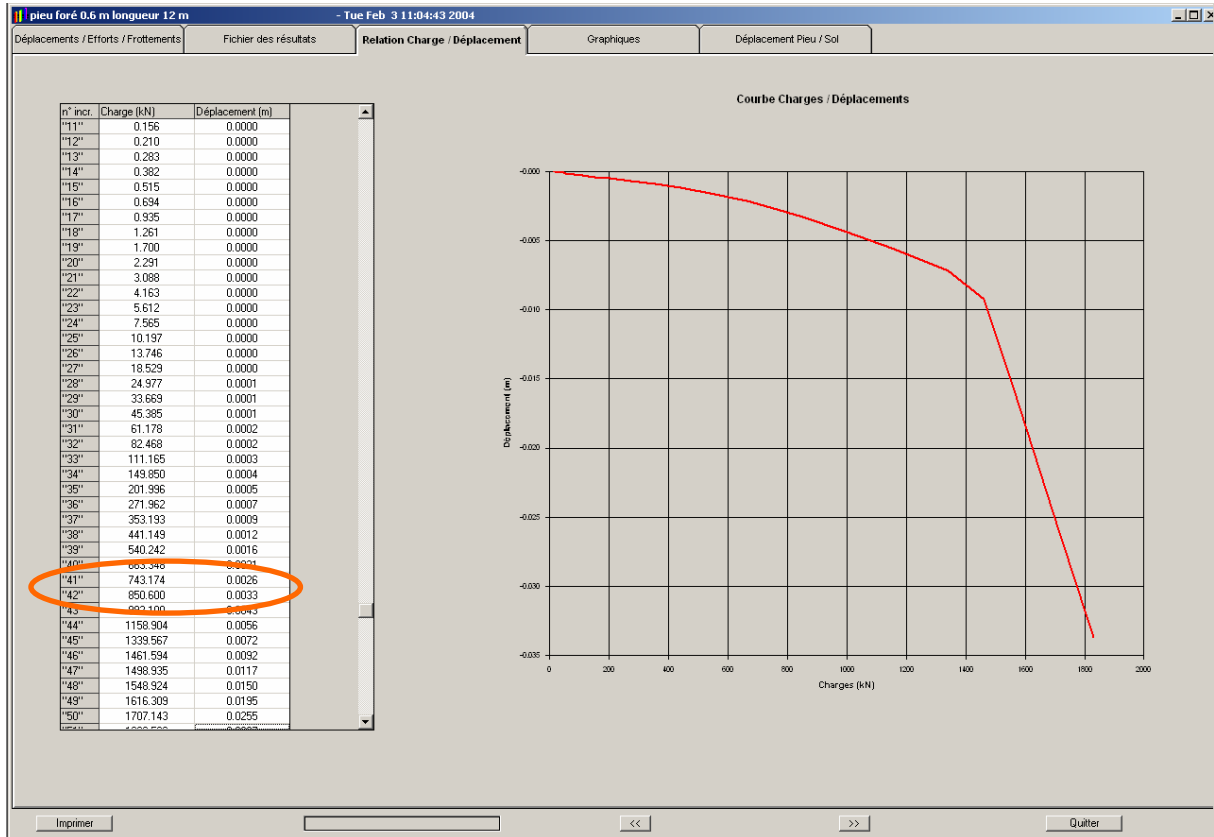 pieu foré 0.6 m longueur 12 m - Tue Feb 3 11:04:43 2004
Déplacements / Efforts / Frottements Fichier des résultats Relation Charge / Déplacement Graphiques Déplacement Pieu / Sol
Courbe Charges / Déplacements
n° incr. Charge (kN) Déplacement (m)
"11" 0.156 0.0000
"12" 0.210 0.0000
"13" 0.283 0.0000
"14" 0.382 0.0000
"15" 0.515 0.0000
"16" 0.694 0.0000
"17" 0.935 0.0000
"18" 1.261 0.0000
"19" 1.700 0.0000
"20" 2.291 0.0000
"21" 3.088 0.0000
"22" 4.163 0.0000
"23" 5.612 0.0000
"24" 7.565 0.0000
"25" 10.197 0.0000
"26" 13.746 0.0000
"27" 18.529 0.0000
"28" 24.977 0.0001
"29" 33.669 0.0001
"30" 45.385 0.0001
"31" 61.178 0.0002
"32" 82.468 0.0002
"33" 111.165 0.0003
"34" 149.850 0.0004
"35" 201.996 0.0005
"36" 271.962 0.0007
"37" 353.193 0.0009
"38" 441.149 0.0012
"39" 540.242 0.0016
"40"
"41" 743.174 0.0026
"42" 850.600 0.0033
"43 0.0043
"44" 1158.904 0.0056
"45" 1339.567 0.0072
"46" 1461.594 0.0092
"47" 1498.935 0.0117
"48" 1548.924 0.0150
"49" 1616.309 0.0195
"50" 1707.143 0.0255
-0.000
-0.005
-0.010
-0.015
-0.020
-0.025
-0.030
-0.035
Déplacement (m)
0 200 400 600 800 1000 1200 1400 1600 1800 2000
Charges (kN)
Imprimer << >> Quitter